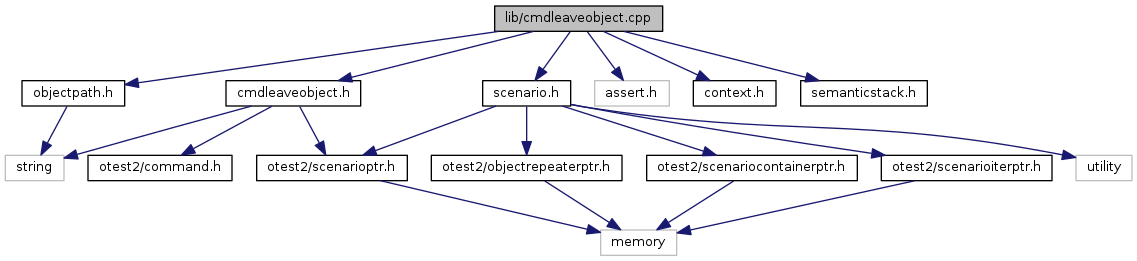 lib/cmdleaveobject.cpp
objectpath.h
cmdleaveobject.h
scenario.h
assert.h
context.h
semanticstack.h
string
otest2/command.h
otest2/scenarioptr.h
otest2/objectrepeaterptr.h
otest2/scenariocontainerptr.h
otest2/scenarioiterptr.h
utility
memory